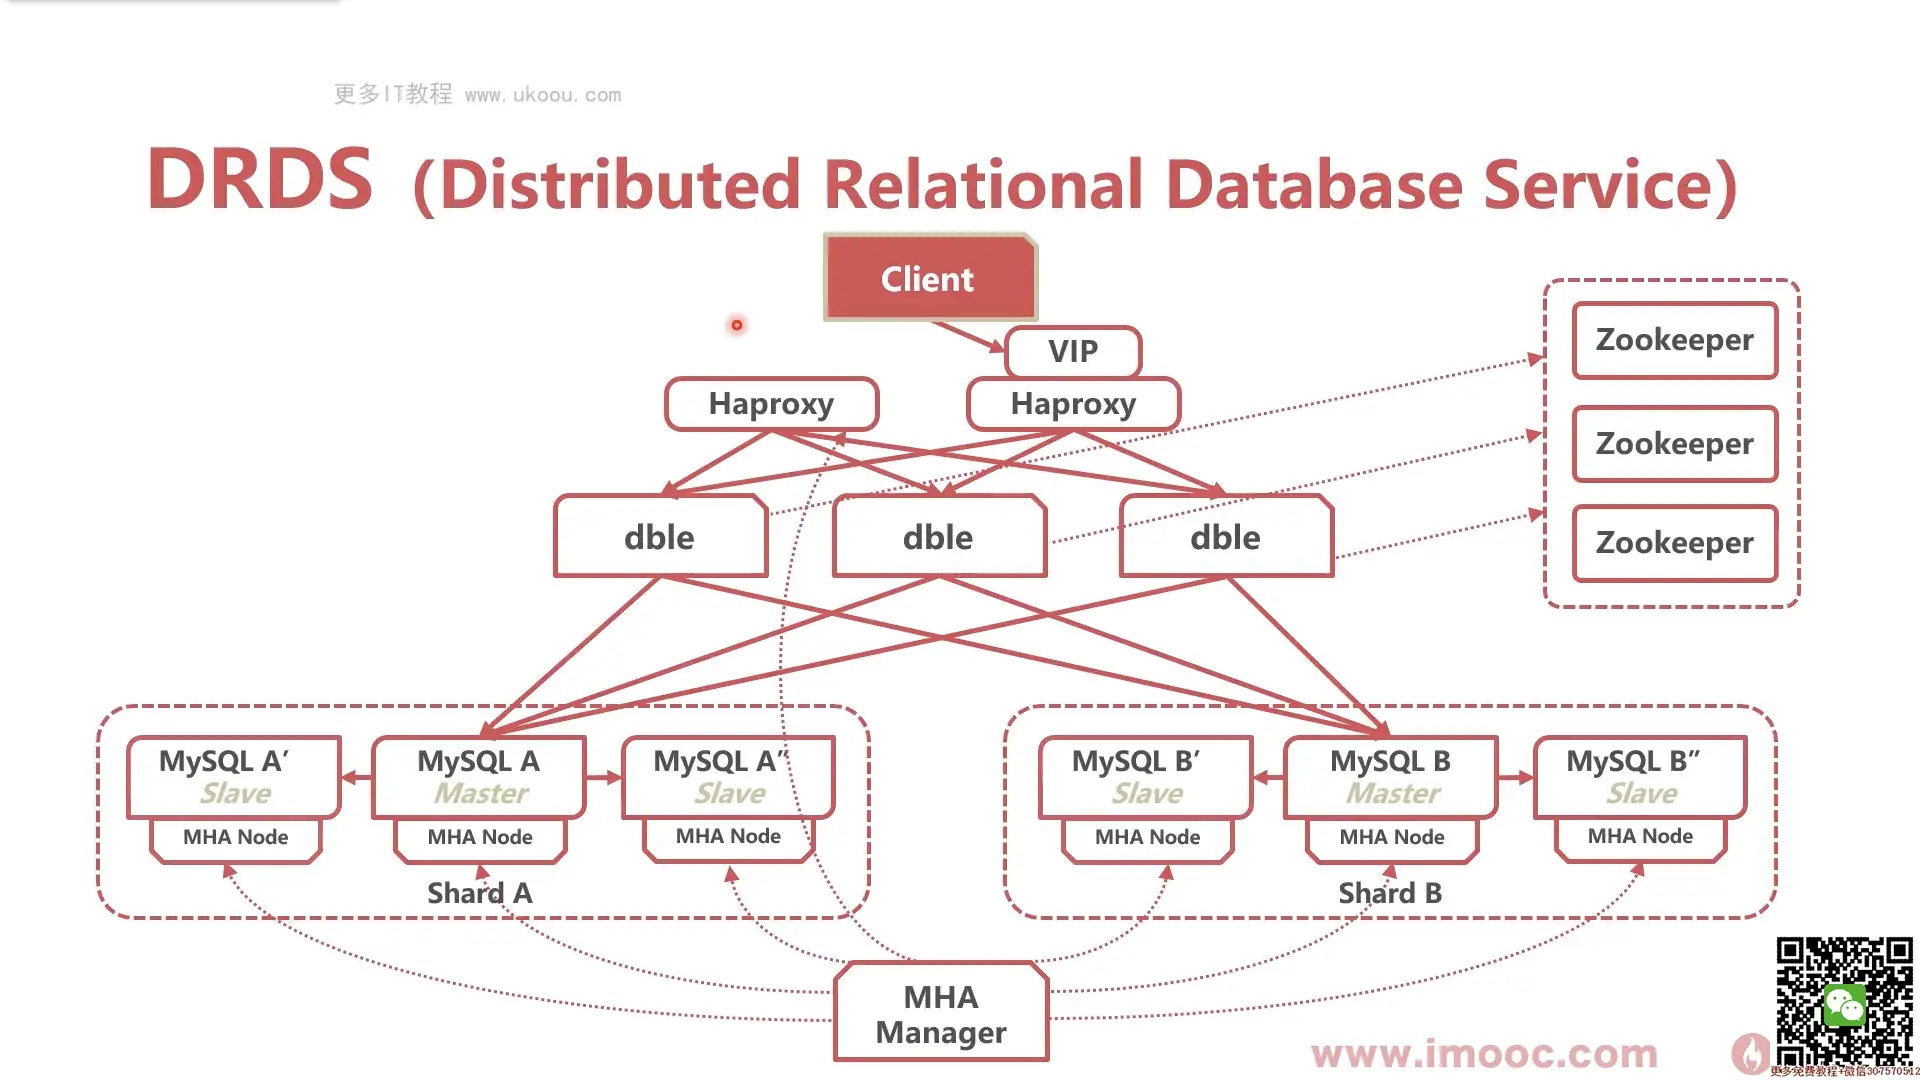 更多IT教程 www.ukoou.com
DRDS（Distributed Relational Database Service）
Client
VIP
Haproxy
Haproxy
dble
dble
dble
Zookeeper
Zookeeper
Zookeeper
MySQL A’
Slave
MHA Node
MySQL A
Master
MHA Node
MySQL A”
Slave
MHA Node
Shard A
MySQL B’
Slave
MHA Node
MySQL B
Master
MHA Node
MySQL B”
Slave
MHA Node
Shard B
MHA
Manager
www.imooc.com
更多免费教程+微信307570512